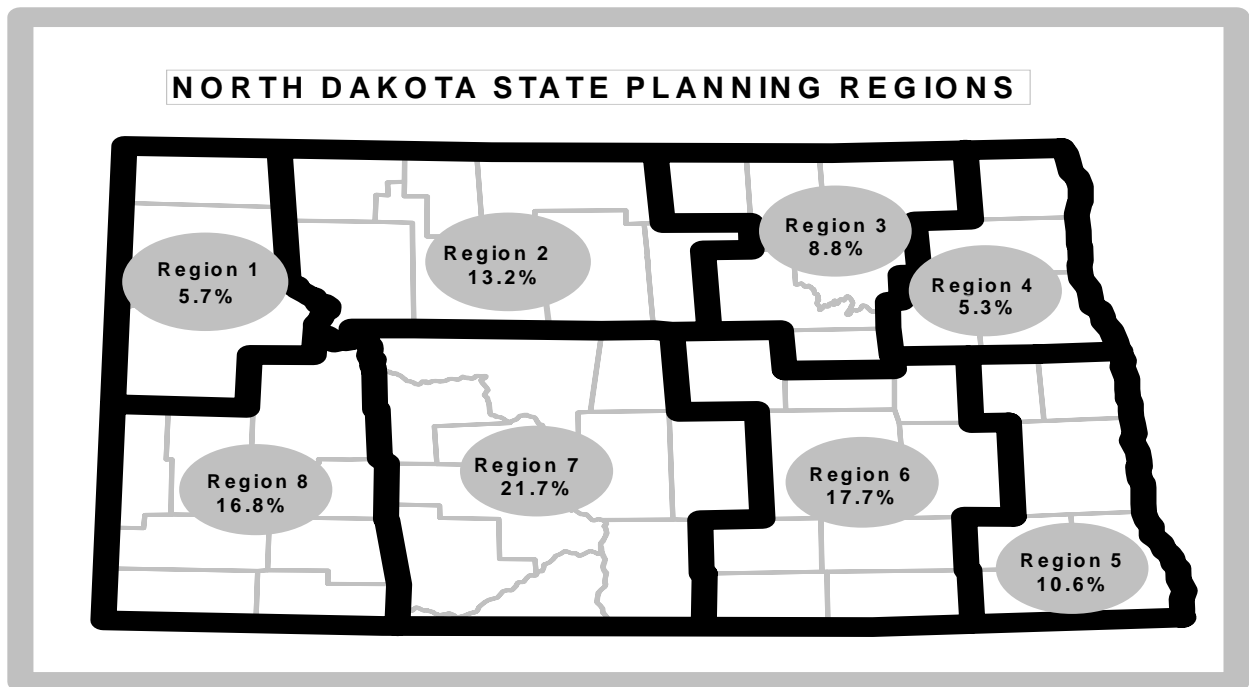 NORTH DAKOTA STATE PLANNING REGIONS
Region 1
5.7%
Region 2
13.2%
Region 3
8.8%
Region 4
5.3%
Region 8
16.8%
Region 7
21.7%
Region 6
17.7%
Region 5
10.6%